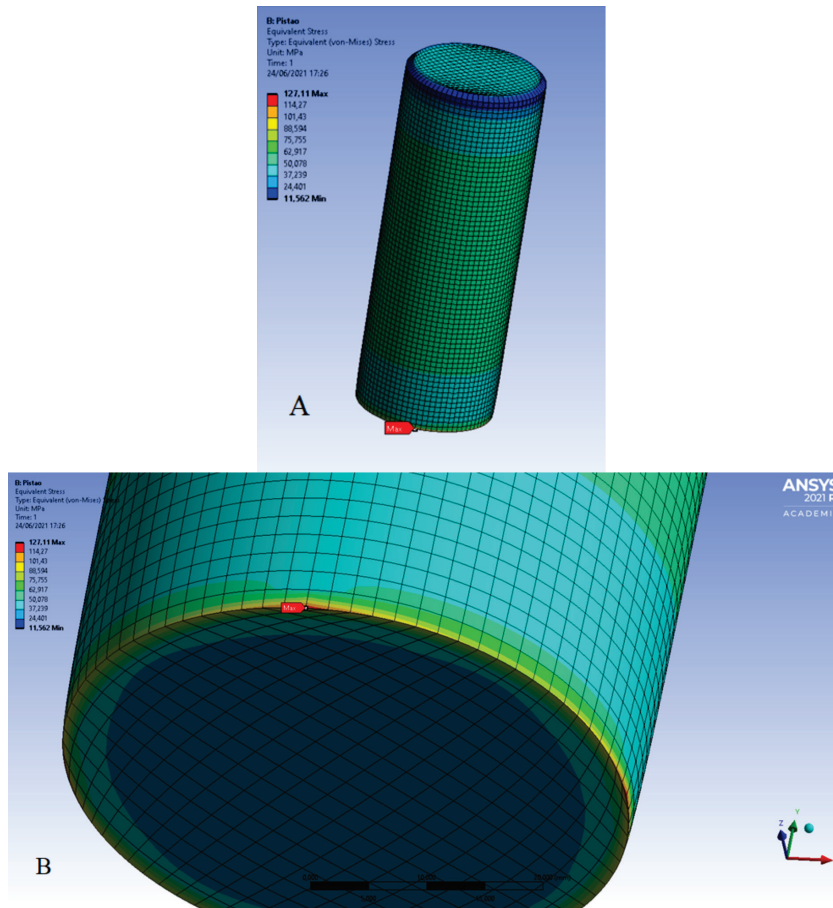 B: Pistao
Equivalent Stress
Type: Equivalent (von-Mises) Stress
Unit: MPa
Time: 1
24/06/2021 17:26
127,11 Max
114,27
101,43
88,594
75,755
62,917
50,078
37,239
24,401
11,562 Min
A
Max
B: Pistao
Equivalent Stress
Type: Equivalent (von-Mises)
Unit: MPa
Time: 1
24/06/2021 17:26
127,11 Max
114,27
101,43
88,594
75,755
62,917
50,078
37,239
24,401
11,562 Min
ANSYS
2021
ACADEMI
Max
Y
Z
B